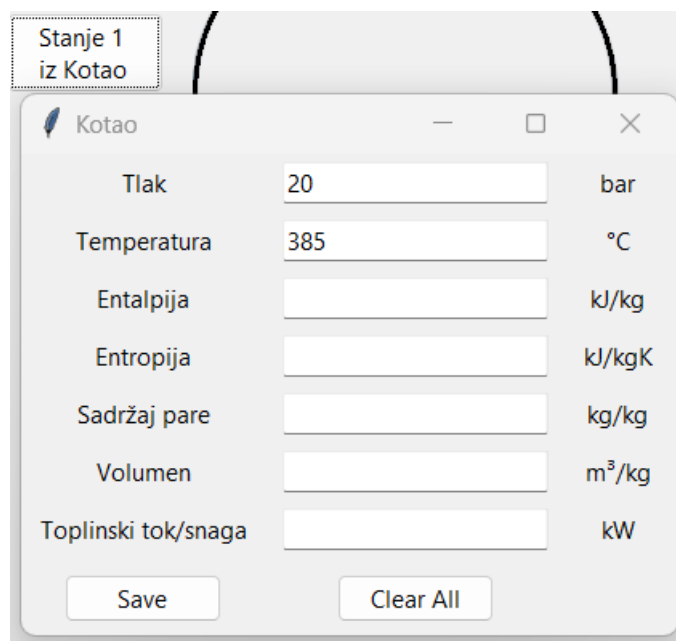 Stanje 1
iz Kotao
Kotao
Tlak 20 bar
Temperatura 385 °C
Entalpija kJ/kg
Entropija kJ/kgK
Sadržaj pare kg/kg
Volumen m³/kg
Toplinski tok/snaga kW
Save Clear All